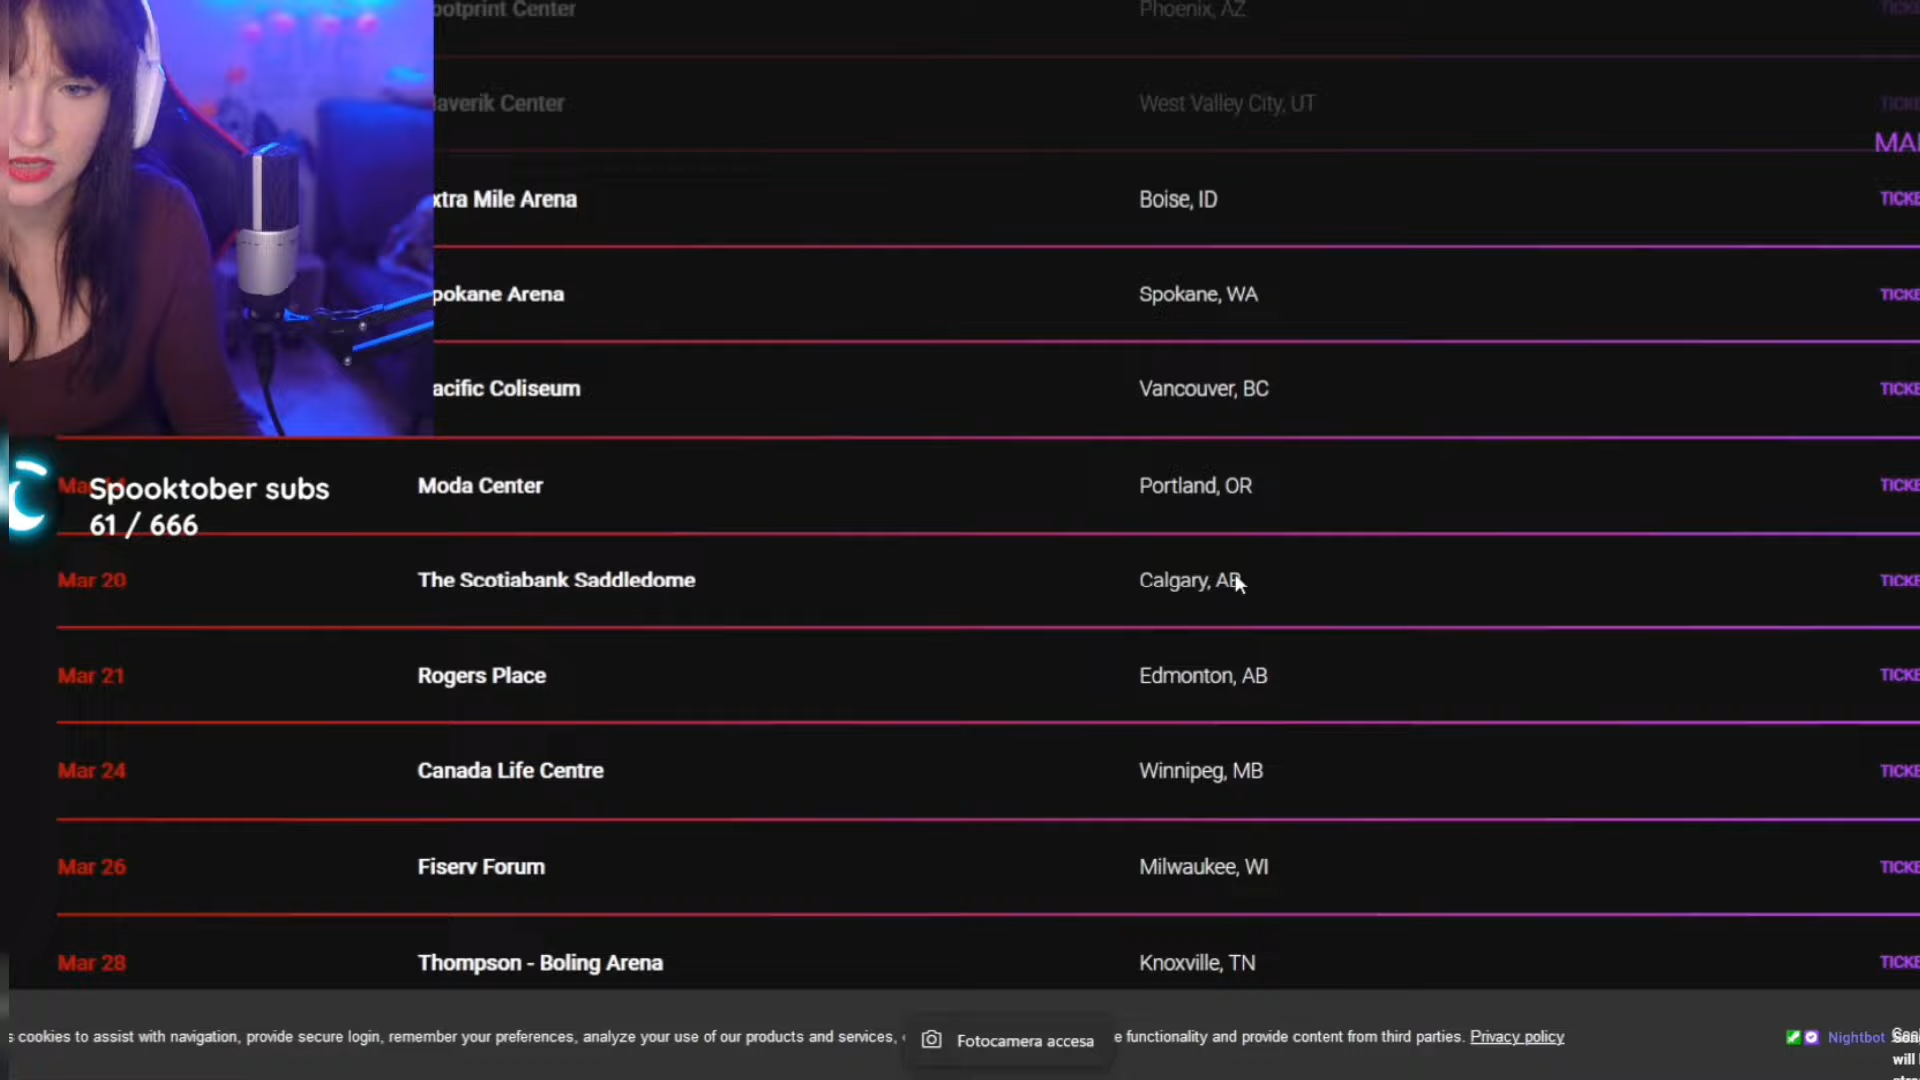 ootprint Center Phoenix, AZ
averik Center West Valley City, UT
MA
xtra Mile Arena Boise, ID TICKE
pokane Arena Spokane, WA TICKE
acific Coliseum Vancouver, BC TICKE
Moda Center Portland, OR TICKE
Spooktober subs
61 / 666
Mar 20 The Scotiabank Saddledome Calgary, AB TICKE
Mar 21 Rogers Place Edmonton, AB TICKE
Mar 24 Canada Life Centre Winnipeg, MB TICKE
Mar 26 Fiserv Forum Milwaukee, WI TICKE
Mar 28 Thompson - Boling Arena Knoxville, TN TICKE
s cookies to assist with navigation, provide secure login, remember your preferences, analyze your use of our products and services, Fotocamera accesa e functionality and provide content from third parties. Privacy policy
Nightbot
will